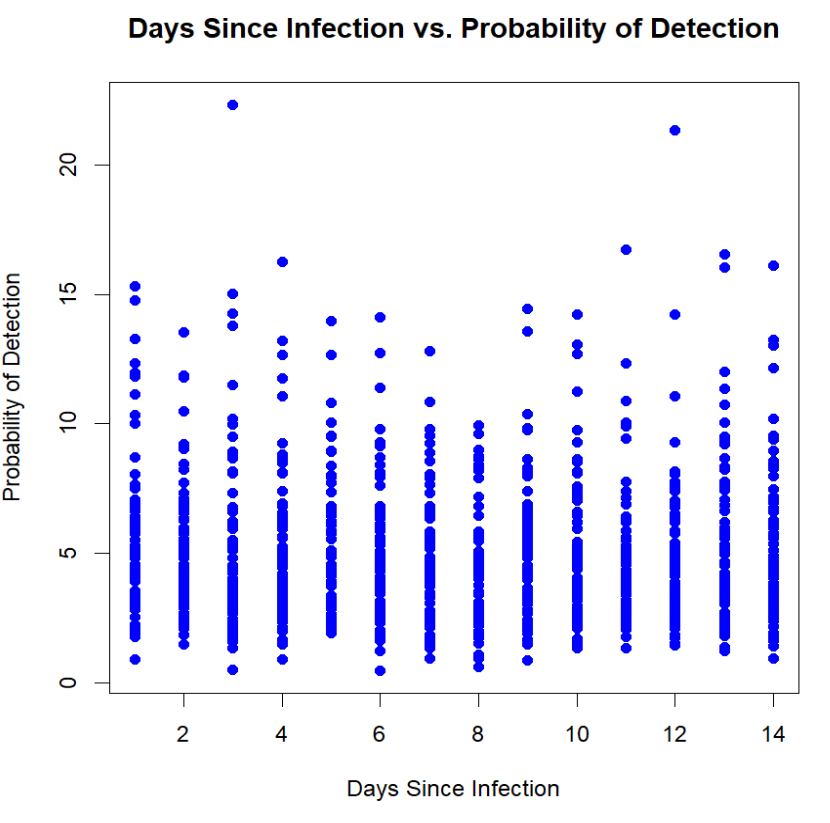 Days Since Infection vs. Probability of Detection
Probability of Detection
20
15
10
5
0
2 4 6 8 10 12 14
Days Since Infection